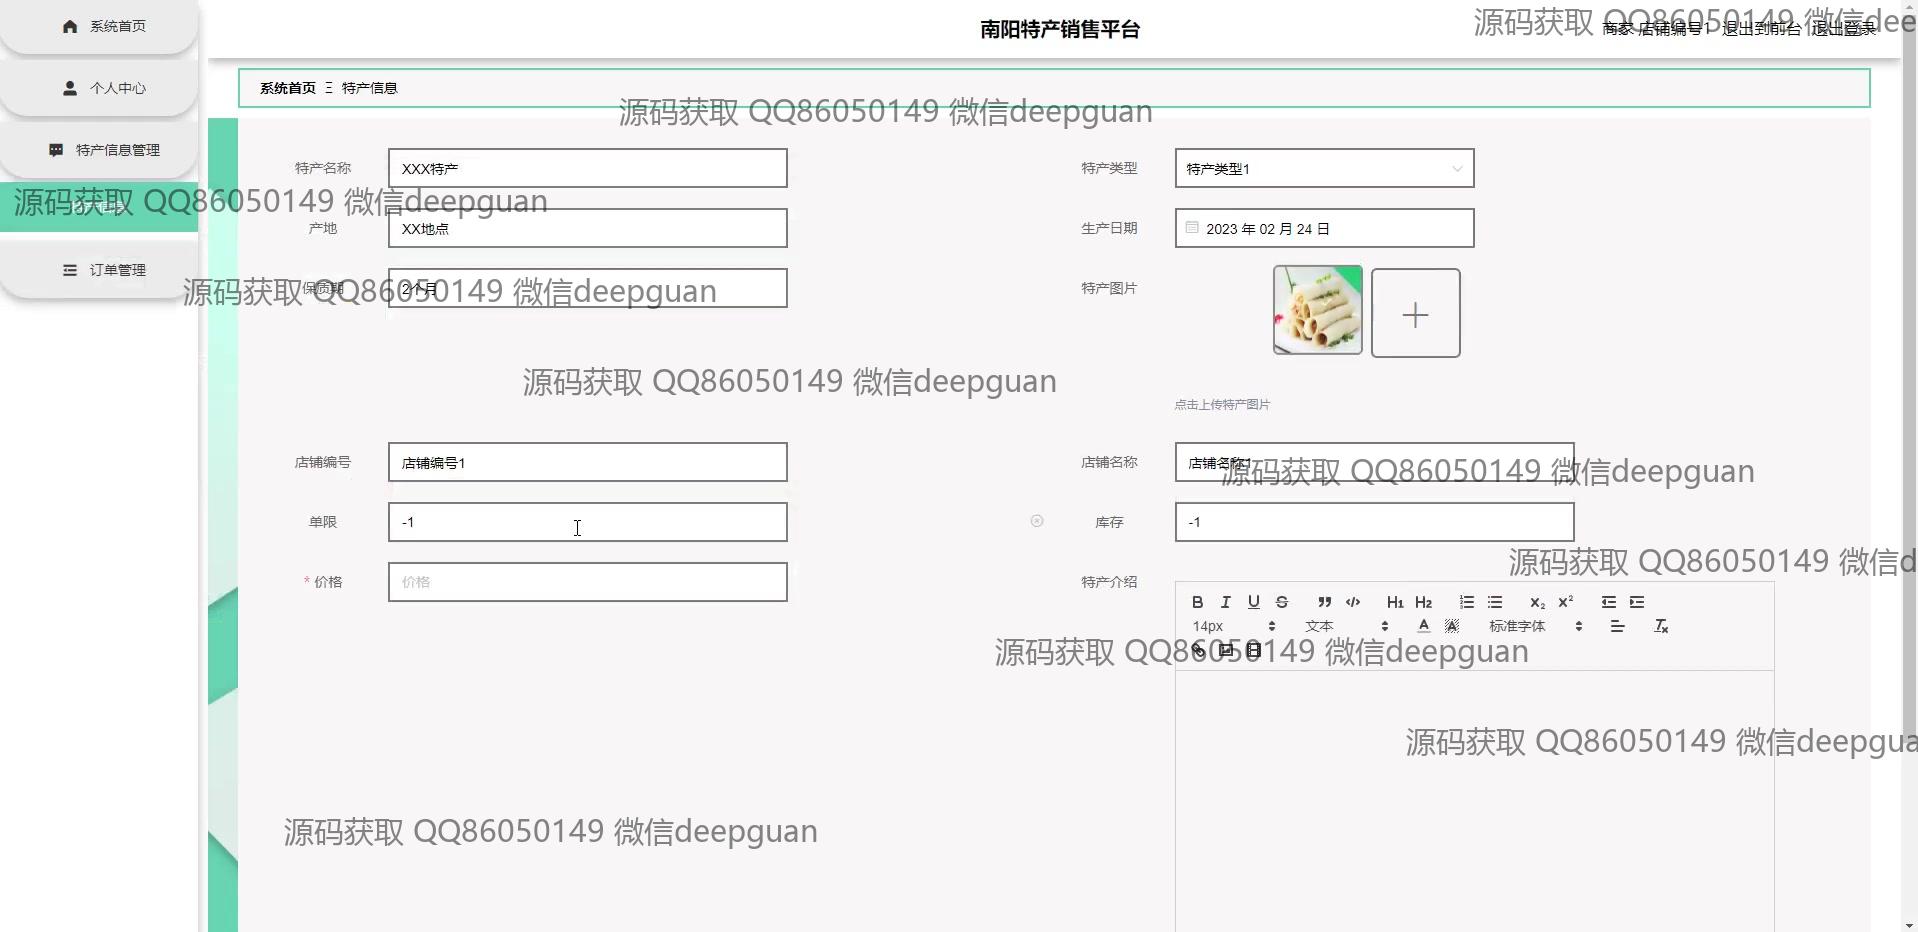 系统首页
个人中心
特产信息管理
特产信息
订单管理
南阳特产销售平台
商家 店铺编号1 退出到前台 退出登录
系统首页 Ξ 特产信息
特产名称 XXX特产
特产类型 特产类型1
产地 XX地点
生产日期 2023 年 02 月 24 日
保质期 2个月
特产图片
点击上传特产图片
店铺编号 店铺编号1
店铺名称 店铺名称1
单限 -1
库存 -1
* 价格 价格
特产介绍
B I U S H1 H2 X2 X2
14px 文本 A A 标准字体 Tx
源码获取 QQ86050149 微信dee
源码获取 QQ86050149 微信deepguan
源码获取 QQ86050149 微信deepguan
源码获取 QQ86050149 微信deepguan
源码获取 QQ86050149 微信deepguan
源码获取 QQ86050149 微信deepguan
源码获取 QQ86050149 微信d
源码获取 QQ86050149 微信deepguan
源码获取 QQ86050149 微信deepgua
源码获取 QQ86050149 微信deepguan